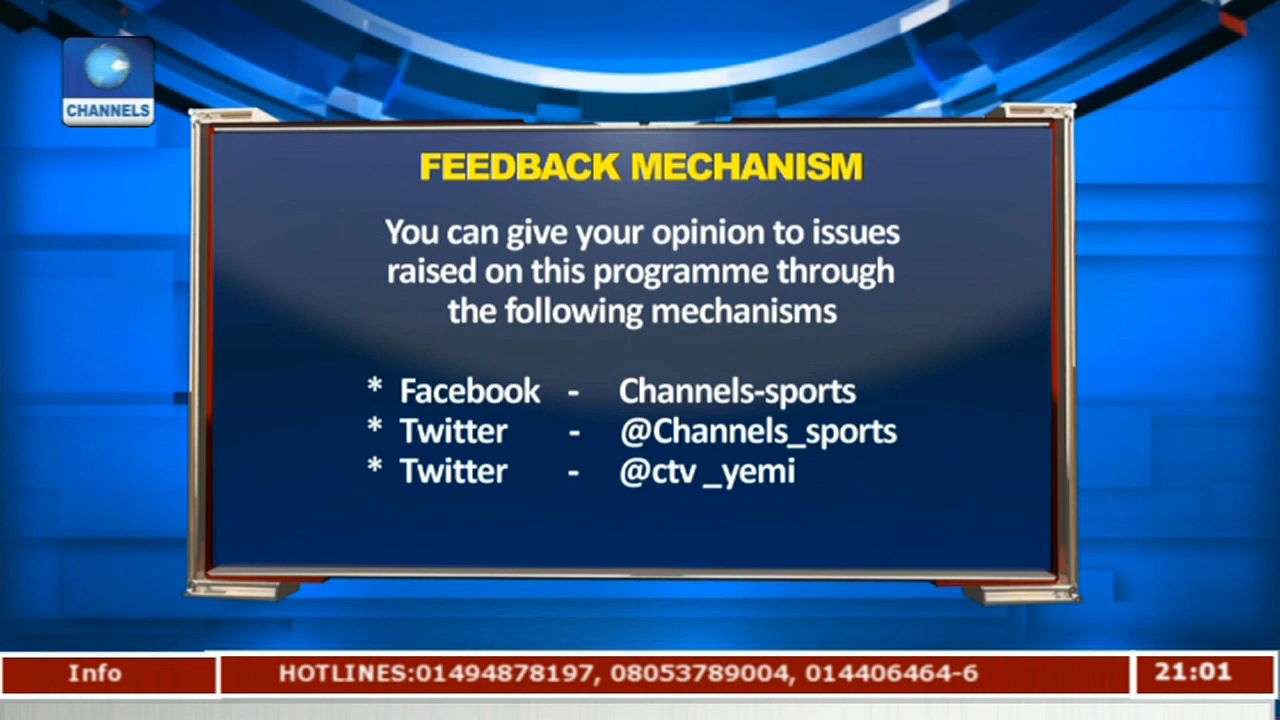 CHANNELS
FEEDBACK MECHANISM
You can give your opinion to issues
raised on this programme through
the following mechanisms
* Facebook - Channels-sports
* Twitter - @Channels_sports
* Twitter - @ctv _yemi
Info HOTLINES:01494878197, 08053789004, 014406464-6 21:01